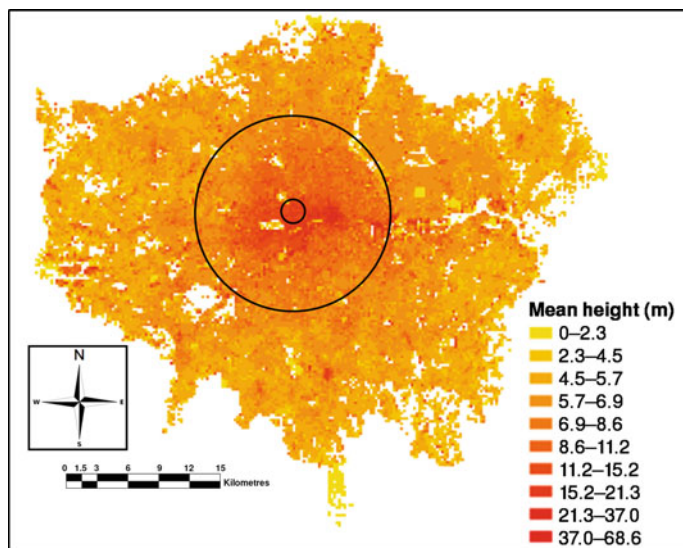 Mean height (m)
0–2.3
2.3–4.5
4.5–5.7
5.7–6.9
6.9–8.6
8.6–11.2
11.2–15.2
15.2–21.3
21.3–37.0
37.0–68.6
N
W E
S
0 1.5 3 6 9 12 15
Kilometres